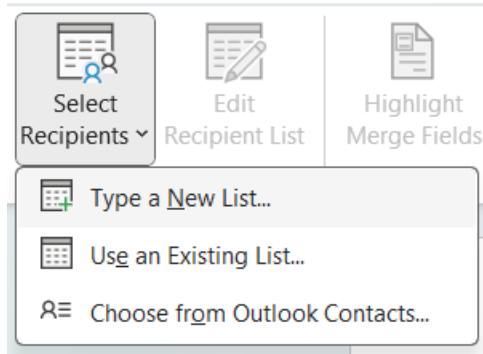 Select
Recipients
Edit
Recipient List
Highlight
Merge Fields
Type a New List...
Use an Existing List...
Choose from Outlook Contacts...